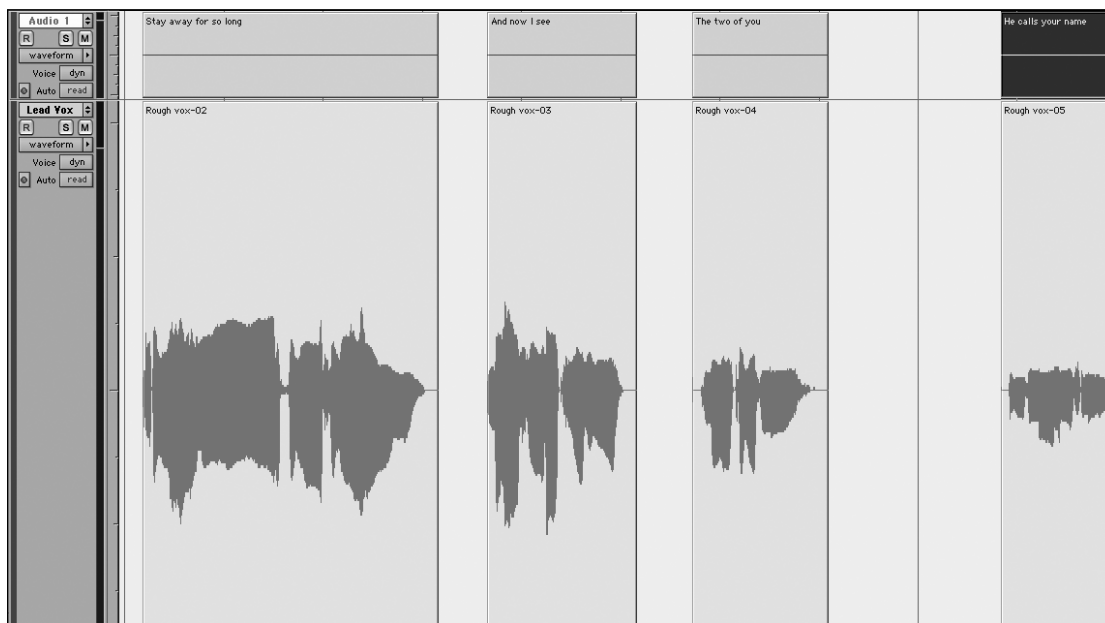 Audio 1
R S M
waveform
Voice dyn
Auto read
Stay away for so long
And now I see
The two of you
He calls your name
Lead Vox
R S M
waveform
Voice dyn
Auto read
Rough vox-02
Rough vox-03
Rough vox-04
Rough vox-05